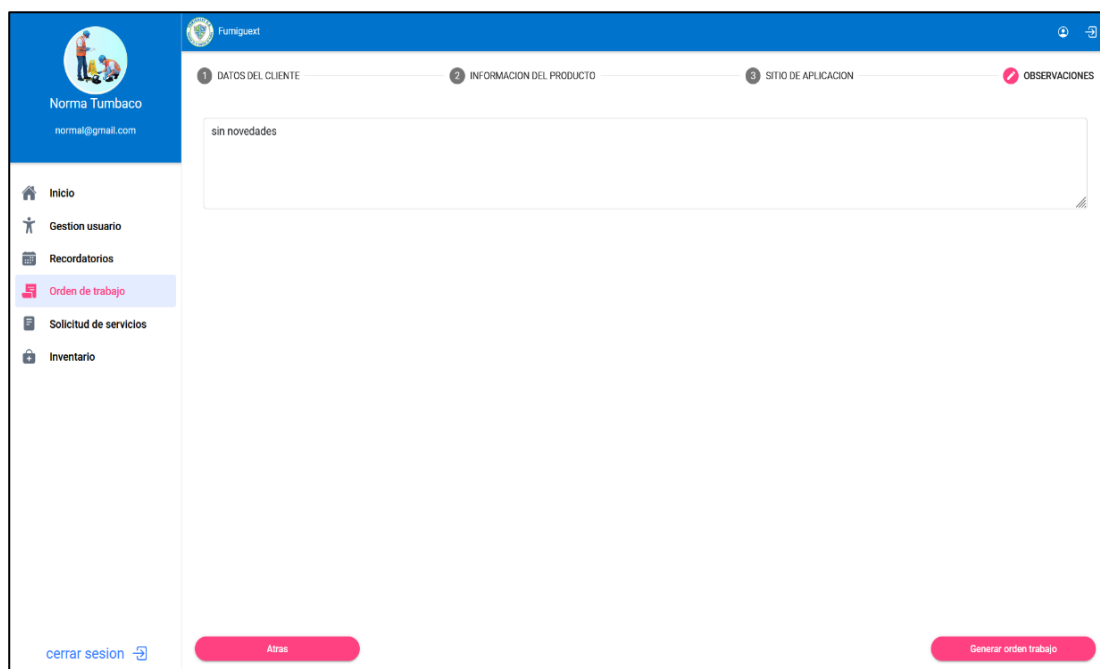 Norma Tumbaco
normal@gmail.com
Inicio
Gestion usuario
Recordatorios
Orden de trabajo
Solicitud de servicios
Inventario
cerrar sesion
Fumiguext
1 DATOS DEL CLIENTE
2 INFORMACION DEL PRODUCTO
3 SITIO DE APLICACION
OBSERVACIONES
sin novedades
Atras
Generar orden trabajo